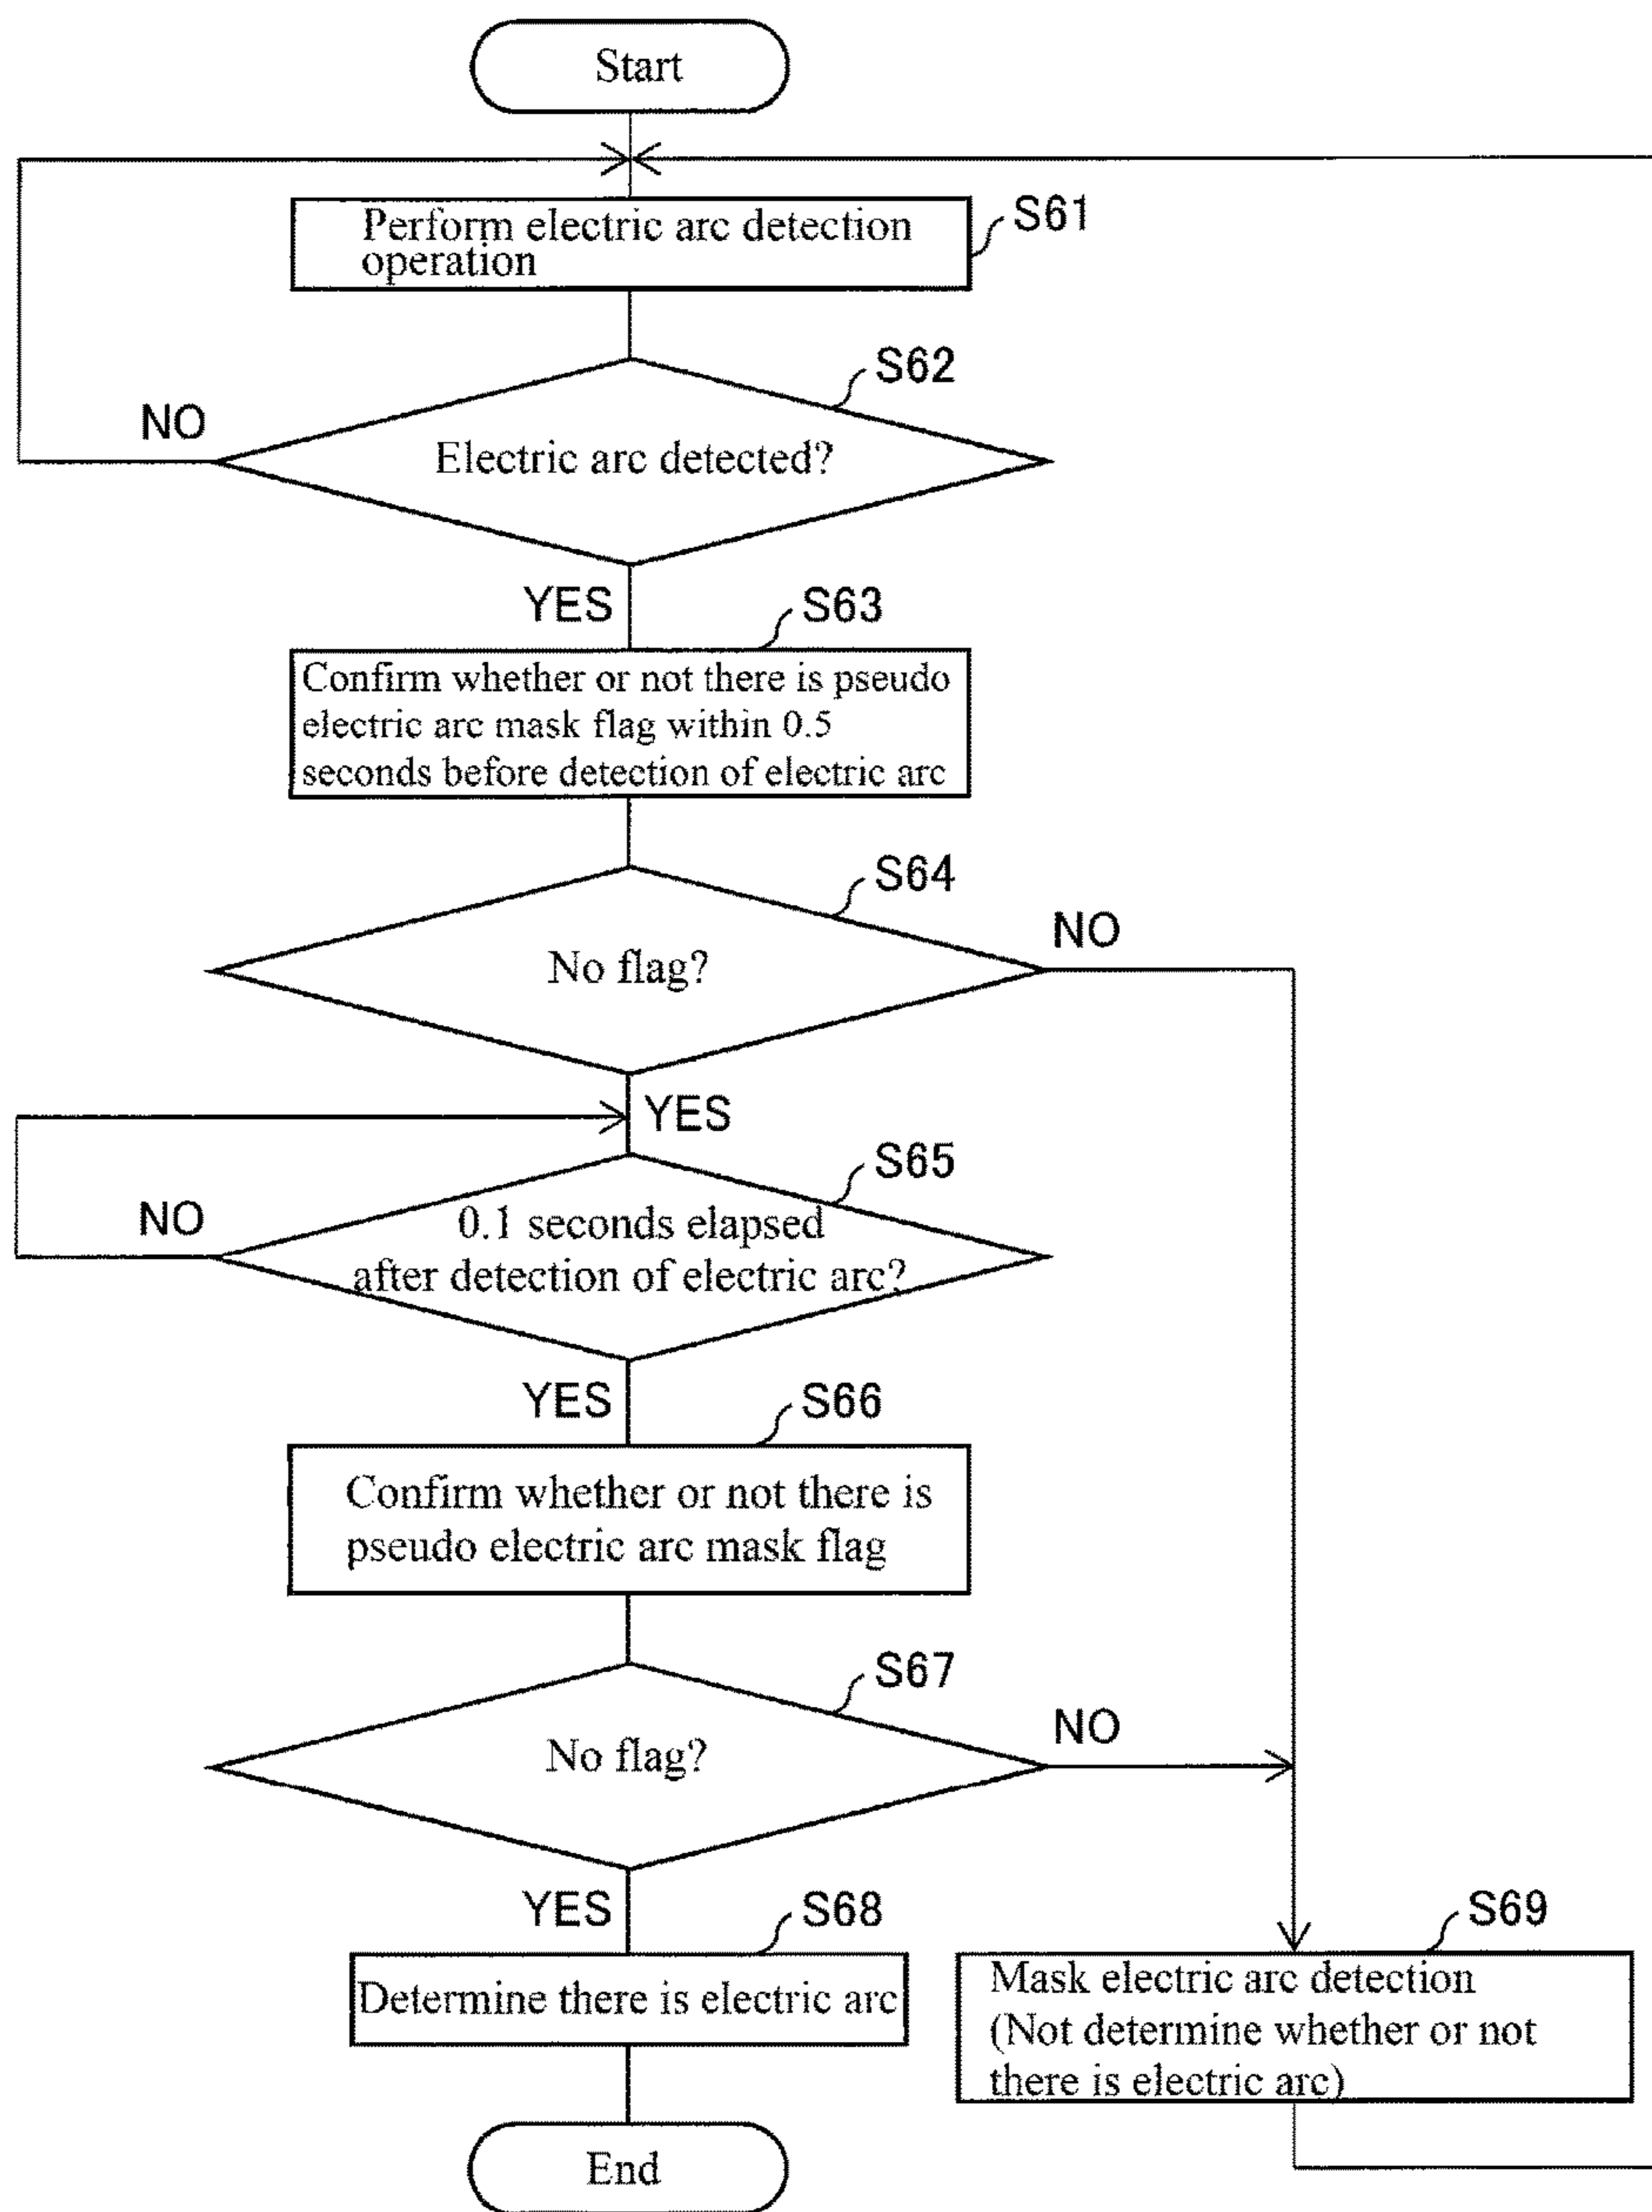 Start
S61
Perform electric arc detection
operation
S62
NO
Electric arc detected?
YES
S63
Confirm whether or not there is pseudo
electric arc mask flag within 0.5
seconds before detection of electric arc
S64
NO
No flag?
YES
S65
NO
0.1 seconds elapsed
after detection of electric arc?
YES
S66
Confirm whether or not there is
pseudo electric arc mask flag
S67
NO
No flag?
YES
S68
Determine there is electric arc
S69
Mask electric arc detection
(Not determine whether or not
there is electric arc)
End